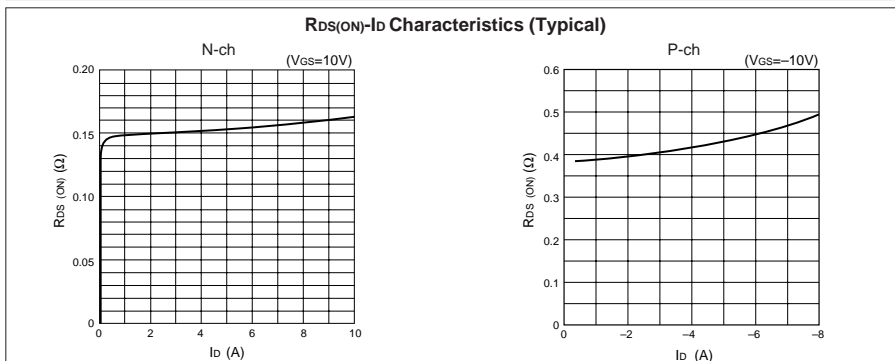 RDS(ON)-ID Characteristics (Typical)
N-ch
(VGS=10V)
0.20
0.15
0.10
0.05
0
RDS (ON) (Ω)
0
2
4
6
8
10
ID (A)
P-ch
(VGS=–10V)
0.6
0.5
0.4
0.3
0.2
0.1
0
RDS (ON) (Ω)
0
–2
–4
–6
–8
ID (A)